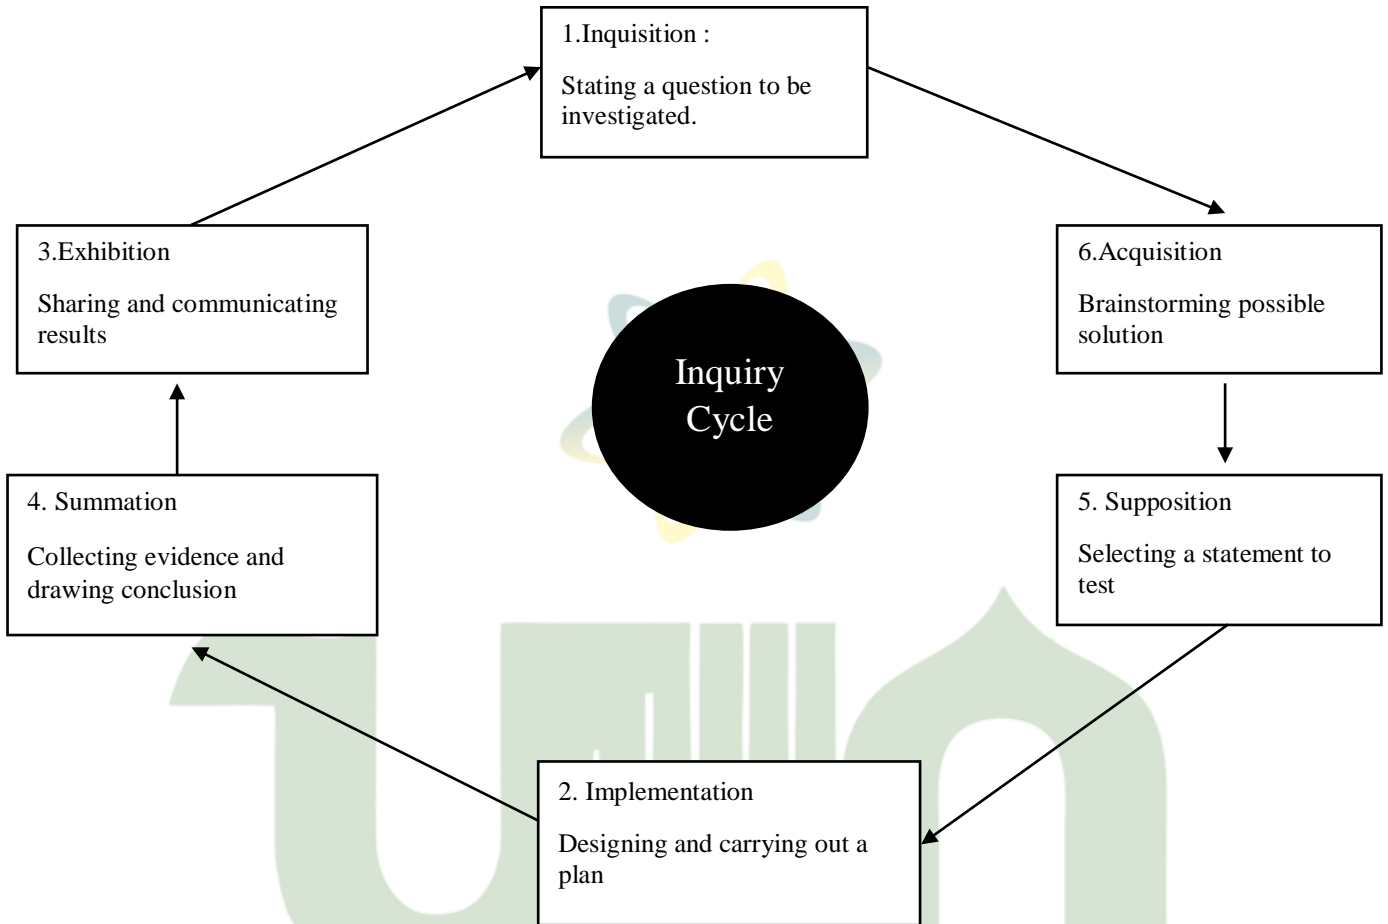 1.Inquisition :
Stating a question to be
investigated.
3.Exhibition
Sharing and communicating
results
6.Acquisition
Brainstorming possible
solution
Inquiry
Cycle
4. Summation
Collecting evidence and
drawing conclusion
5. Supposition
Selecting a statement to
test
2. Implementation
Designing and carrying out a
plan